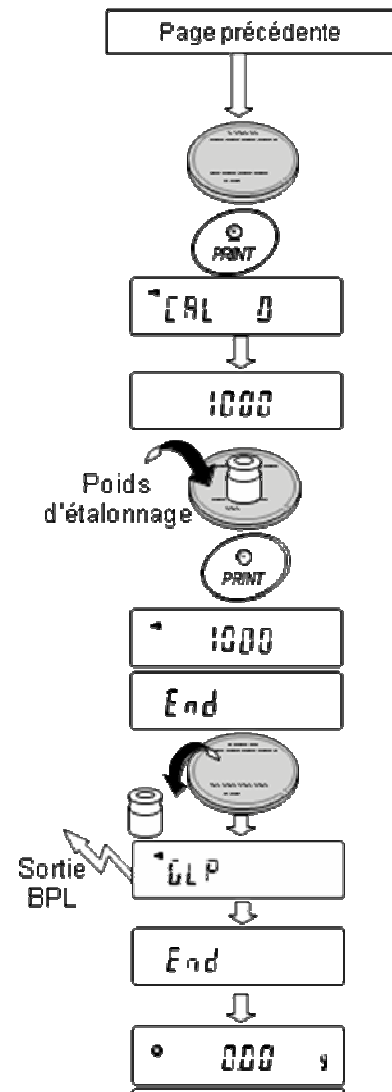 Page précédente
PRINT
CAL 0
1000
Poids
d'étalonnage
PRINT
1000
End
Sortie
BPL
GLP
End
0.00 g